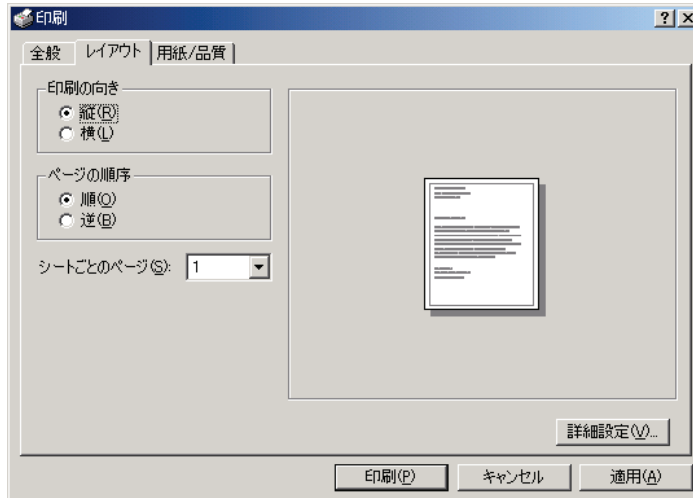 印刷
全般 レイアウト 用紙/品質
印刷の向き
縦(R)
横(L)
ページの順序
順(O)
逆(B)
シートごとのページ(S): 1
詳細設定(V)...
印刷(P) キャンセル 適用(A)